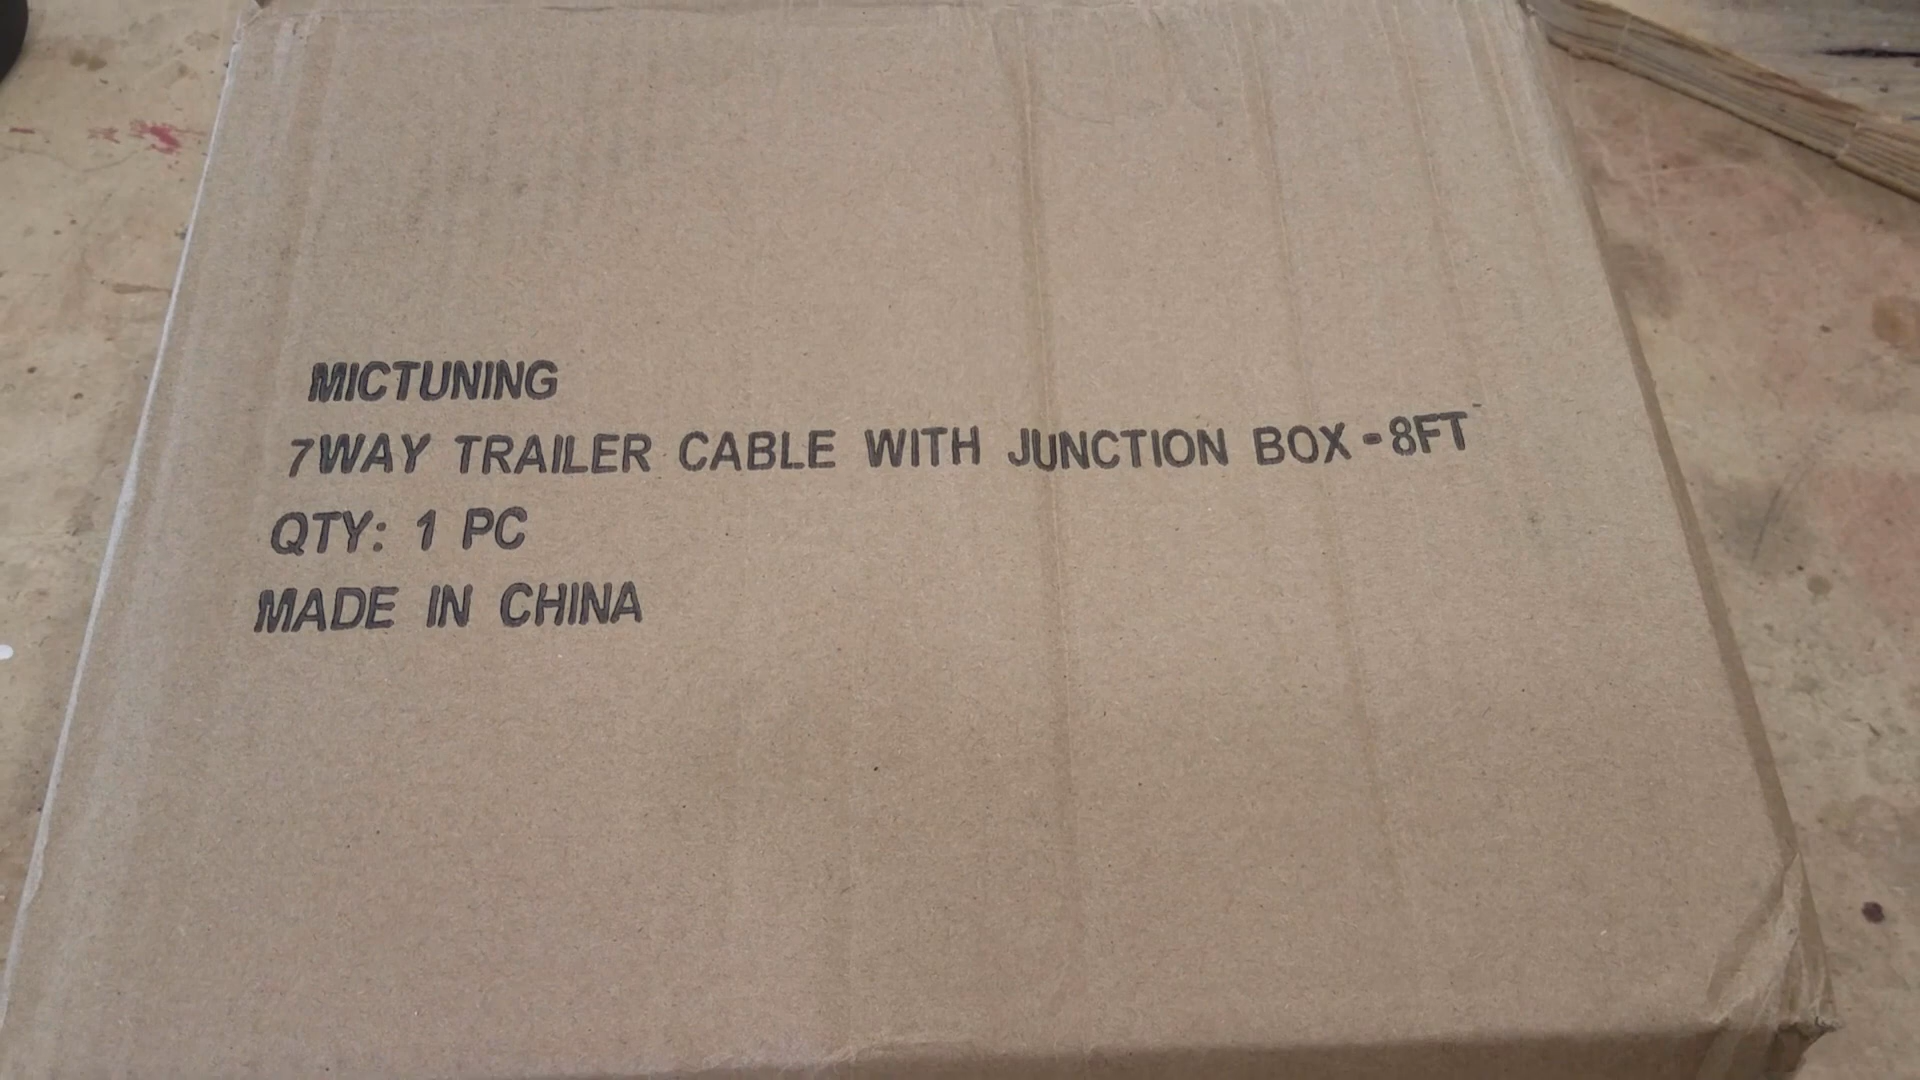 MICTUNING
7WAY TRAILER CABLE WITH JUNCTION BOX-8FT
QTY: 1 PC
MADE IN CHINA